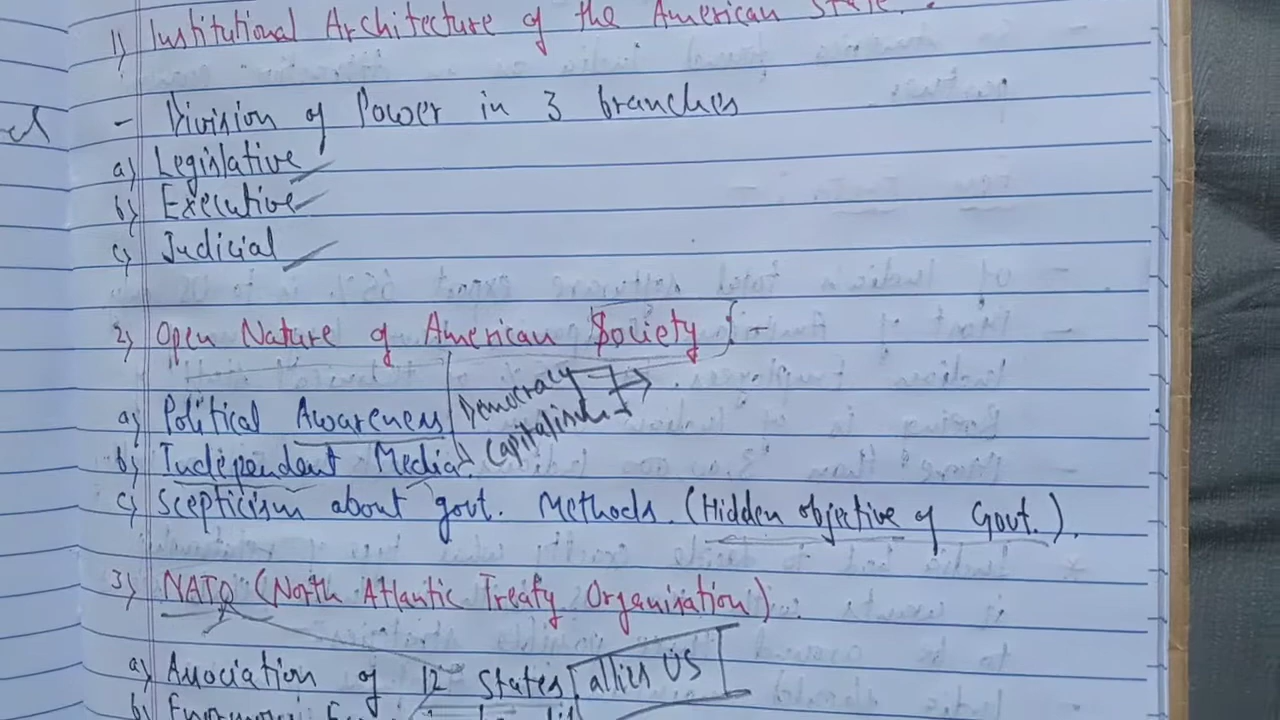 1) Institutional Architecture of the American State.
- Division of Power in 3 branches
a) Legislative
b) Executive
c) Judicial
2) Open Nature of American Society :-
Democracy
a) Political Awareness
Capitalism
b) Independent Media
c) Scepticism about govt. Methods. (Hidden objective of Govt.).
3) NATO (North Atlantic Treaty Organisation).
a) Association of 12 States allies US
b)